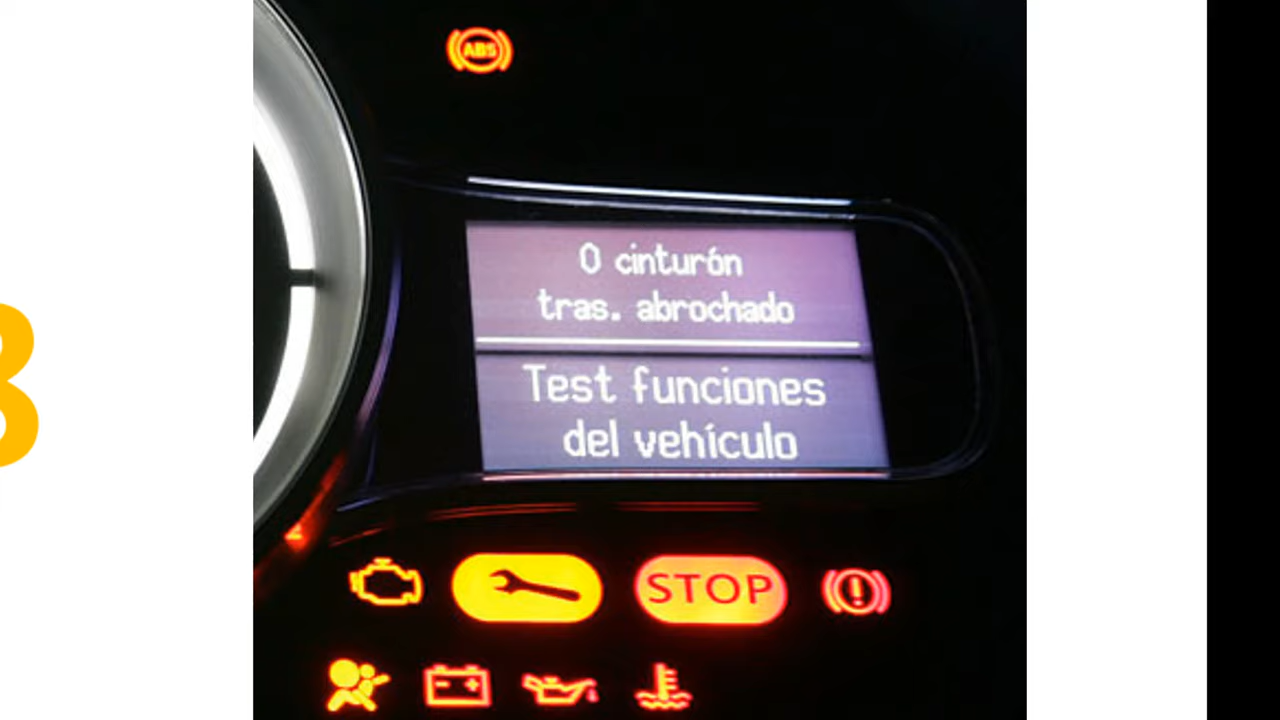 ABS
0 cinturón
tras. abrochado
Test funciones
del vehículo
STOP